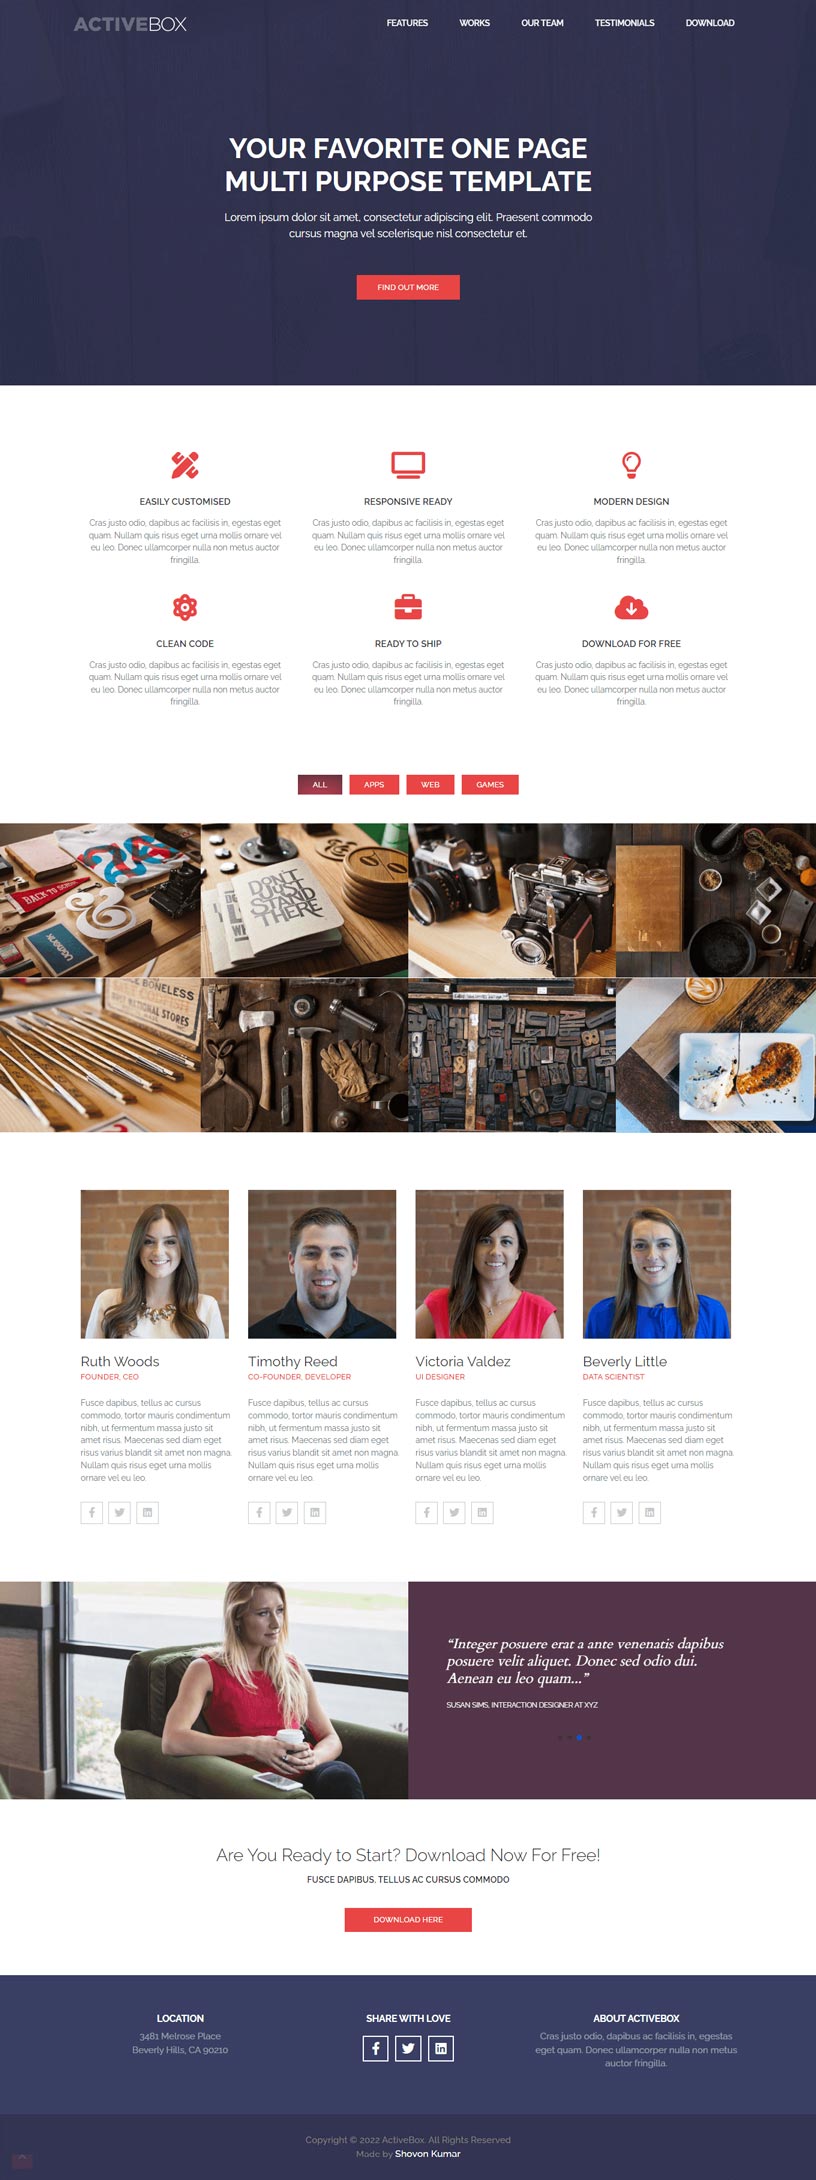 ACTIVEBOX
FEATURES WORKS OUR TEAM TESTIMONIALS DOWNLOAD
YOUR FAVORITE ONE PAGE
MULTI PURPOSE TEMPLATE
Lorem ipsum dolor sit amet, consectetur adipiscing elit. Praesent commodo
cursus magna vel scelerisque nisl consectetur et.
FIND OUT MORE
EASILY CUSTOMISED
Cras justo odio, dapibus ac facilisis in, egestas eget
quam. Nullam quis risus eget urna mollis ornare vel
eu leo. Donec ullamcorper nulla non metus auctor
fringilla.
RESPONSIVE READY
Cras justo odio, dapibus ac facilisis in, egestas eget
quam. Nullam quis risus eget urna mollis ornare vel
eu leo. Donec ullamcorper nulla non metus auctor
fringilla.
MODERN DESIGN
Cras justo odio, dapibus ac facilisis in, egestas eget
quam. Nullam quis risus eget urna mollis ornare vel
eu leo. Donec ullamcorper nulla non metus auctor
fringilla.
CLEAN CODE
Cras justo odio, dapibus ac facilisis in, egestas eget
quam. Nullam quis risus eget urna mollis ornare vel
eu leo. Donec ullamcorper nulla non metus auctor
fringilla.
READY TO SHIP
Cras justo odio, dapibus ac facilisis in, egestas eget
quam. Nullam quis risus eget urna mollis ornare vel
eu leo. Donec ullamcorper nulla non metus auctor
fringilla.
DOWNLOAD FOR FREE
Cras justo odio, dapibus ac facilisis in, egestas eget
quam. Nullam quis risus eget urna mollis ornare vel
eu leo. Donec ullamcorper nulla non metus auctor
fringilla.
ALL APPS WEB GAMES
BACK TO SCHOOL
DON'T
JUST
STAND
THERE
BONELESS
NATIONAL STORES
Ruth Woods
FOUNDER, CEO
Fusce dapibus, tellus ac cursus
commodo, tortor mauris condimentum
nibh, ut fermentum massa justo sit
amet risus. Maecenas sed diam eget
risus varius blandit sit amet non magna.
Nullam quis risus eget urna mollis
ornare vel eu leo.
Timothy Reed
CO-FOUNDER, DEVELOPER
Fusce dapibus, tellus ac cursus
commodo, tortor mauris condimentum
nibh, ut fermentum massa justo sit
amet risus. Maecenas sed diam eget
risus varius blandit sit amet non magna.
Nullam quis risus eget urna mollis
ornare vel eu leo.
Victoria Valdez
UI DESIGNER
Fusce dapibus, tellus ac cursus
commodo, tortor mauris condimentum
nibh, ut fermentum massa justo sit
amet risus. Maecenas sed diam eget
risus varius blandit sit amet non magna.
Nullam quis risus eget urna mollis
ornare vel eu leo.
Beverly Little
DATA SCIENTIST
Fusce dapibus, tellus ac cursus
commodo, tortor mauris condimentum
nibh, ut fermentum massa justo sit
amet risus. Maecenas sed diam eget
risus varius blandit sit amet non magna.
Nullam quis risus eget urna mollis
ornare vel eu leo.
“Integer posuere erat a ante venenatis dapibus
posuere velit aliquet. Donec sed odio dui.
Aenean eu leo quam...”
SUSAN SIMS, INTERACTION DESIGNER AT XYZ
Are You Ready to Start? Download Now For Free!
FUSCE DAPIBUS, TELLUS AC CURSUS COMMODO
DOWNLOAD HERE
LOCATION
3481 Melrose Place
Beverly Hills, CA 90210
SHARE WITH LOVE
ABOUT ACTIVEBOX
Cras justo odio, dapibus ac facilisis in, egestas
eget quam. Donec ullamcorper nulla non metus
auctor fringilla.
Copyright © 2022 ActiveBox. All Rights Reserved
Made by Shovon Kumar